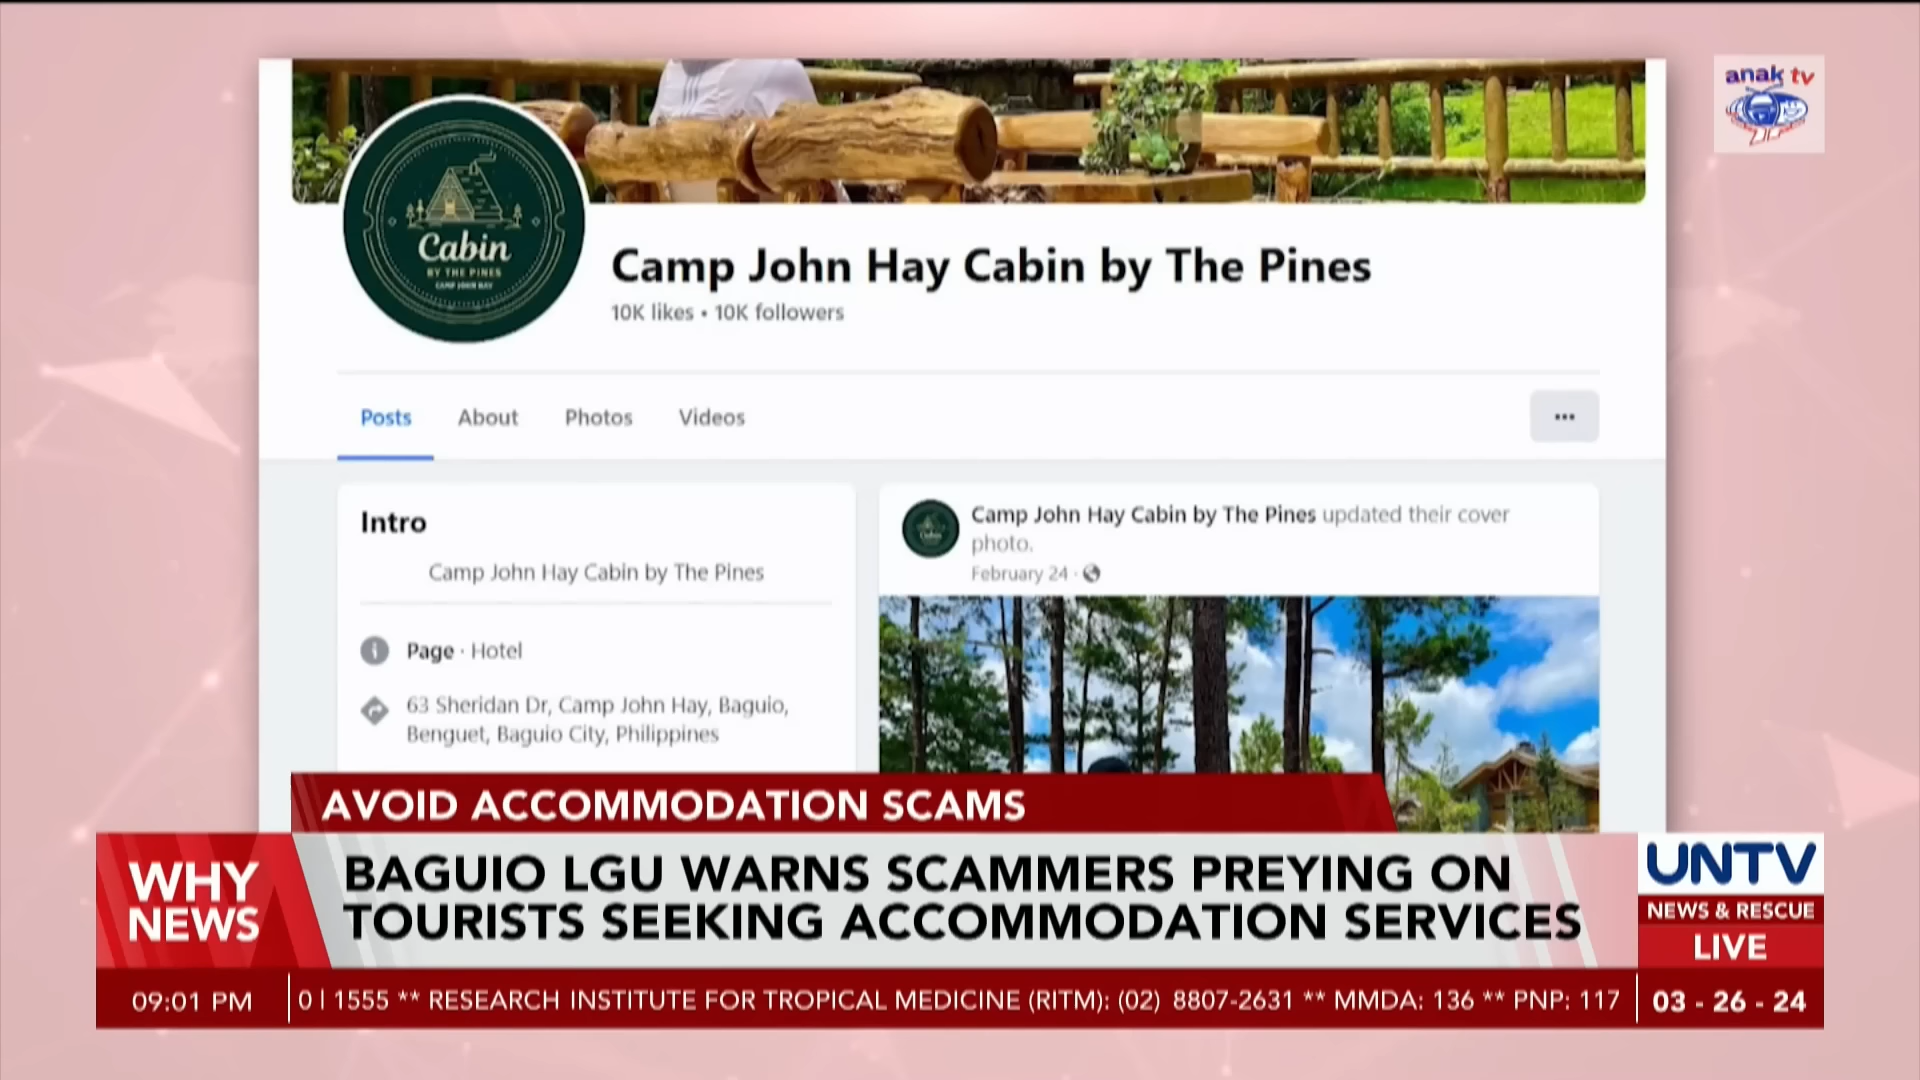 anak tv
Cabin
BY THE PINES
CAMP JOHN HAY
Camp John Hay Cabin by The Pines
10K likes • 10K followers
Posts About Photos Videos
...
Intro
Camp John Hay Cabin by The Pines
Page · Hotel
63 Sheridan Dr, Camp John Hay, Baguio,
Benguet, Baguio City, Philippines
Camp John Hay Cabin by The Pines updated their cover
photo.
February 24 ·
AVOID ACCOMMODATION SCAMS
WHY
NEWS
BAGUIO LGU WARNS SCAMMERS PREYING ON
TOURISTS SEEKING ACCOMMODATION SERVICES
UNTV
NEWS & RESCUE
LIVE
09:01 PM
0 | 1555 ** RESEARCH INSTITUTE FOR TROPICAL MEDICINE (RITM): (02) 8807-2631 ** MMDA: 136 ** PNP: 117
03 - 26 - 24